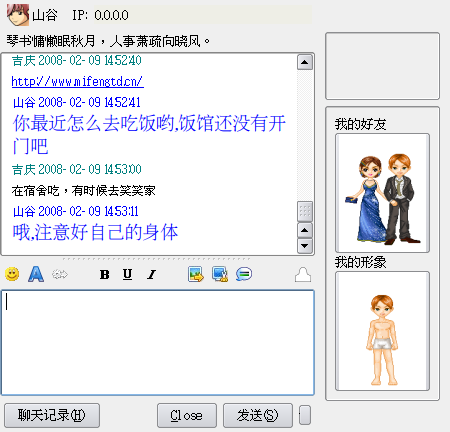 山谷 IP: 0.0.0.0
琴书慵懒眠秋月，人事萧疏向晓风。
吉庆 2008-02-09 14:52:40
http://www.mifengtd.cn/
山谷 2008-02-09 14:52:41
你最近怎么去吃饭哟,饭馆还没有开
门吧
吉庆 2008-02-09 14:53:00
在宿舍吃，有时候去笑笑家
山谷 2008-02-09 14:53:11
哦,注意好自己的身体
我的好友
我的形象
B U I
聊天记录(H) Close 发送(S)